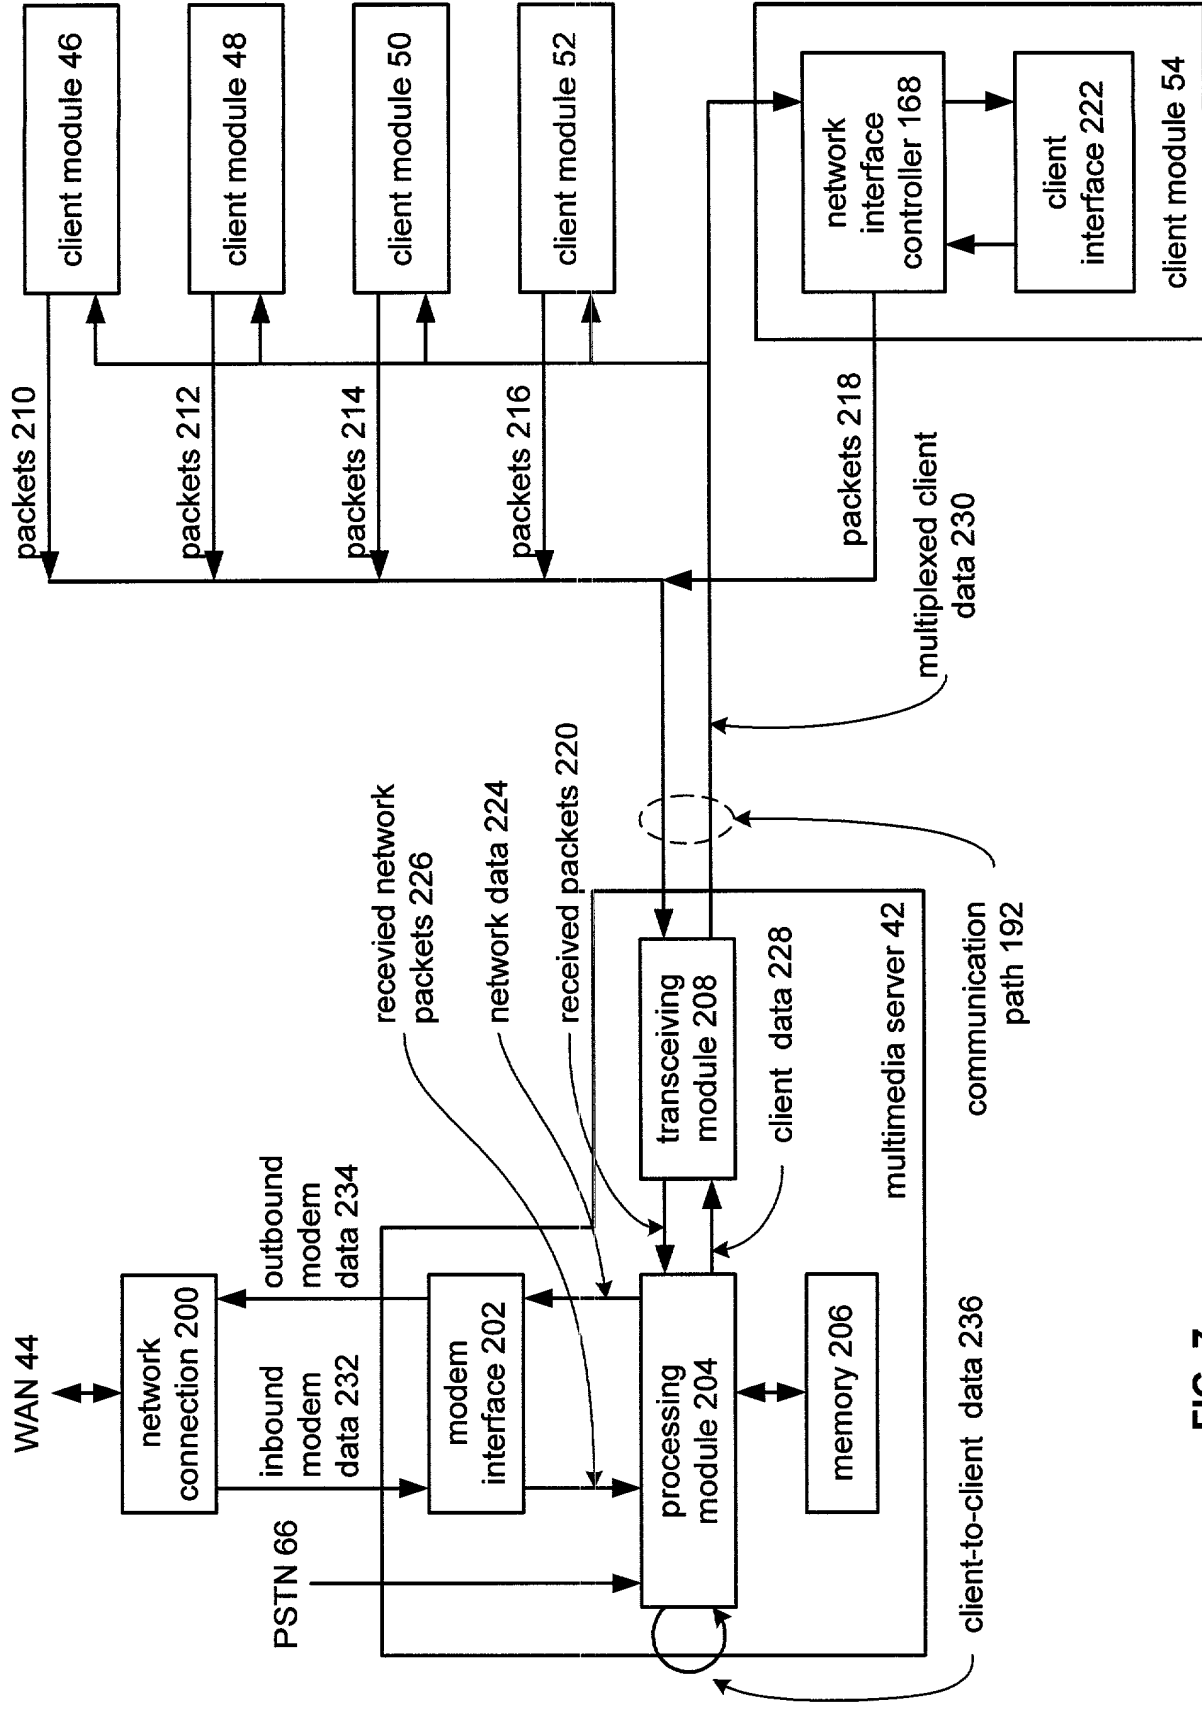 WAN 44
network
connection 200
inbound
modem
data 232
outbound
modem
data 234
PSTN 66
modem
interface 202
recevied network
packets 226
network data 224
received packets 220
processing
module 204
transceiving
module 208
client data 228
memory 206
multimedia server 42
client-to-client data 236
communication
path 192
multiplexed client
data 230
packets 210
packets 212
packets 214
packets 216
packets 218
client module 46
client module 48
client module 50
client module 52
network
interface
controller 168
client
interface 222
client module 54
FIG. 7